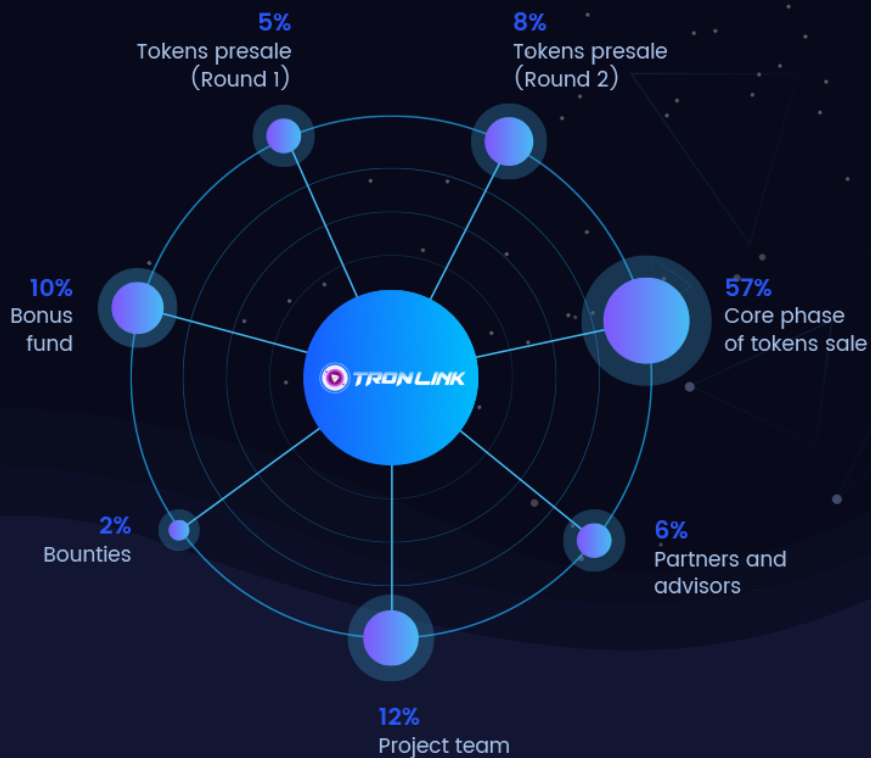 5%
Tokens presale
(Round 1)
8%
Tokens presale
(Round 2)
10%
Bonus
fund
57%
Core phase
of tokens sale
TRONLINK
2%
Bounties
6%
Partners and
advisors
12%
Project team